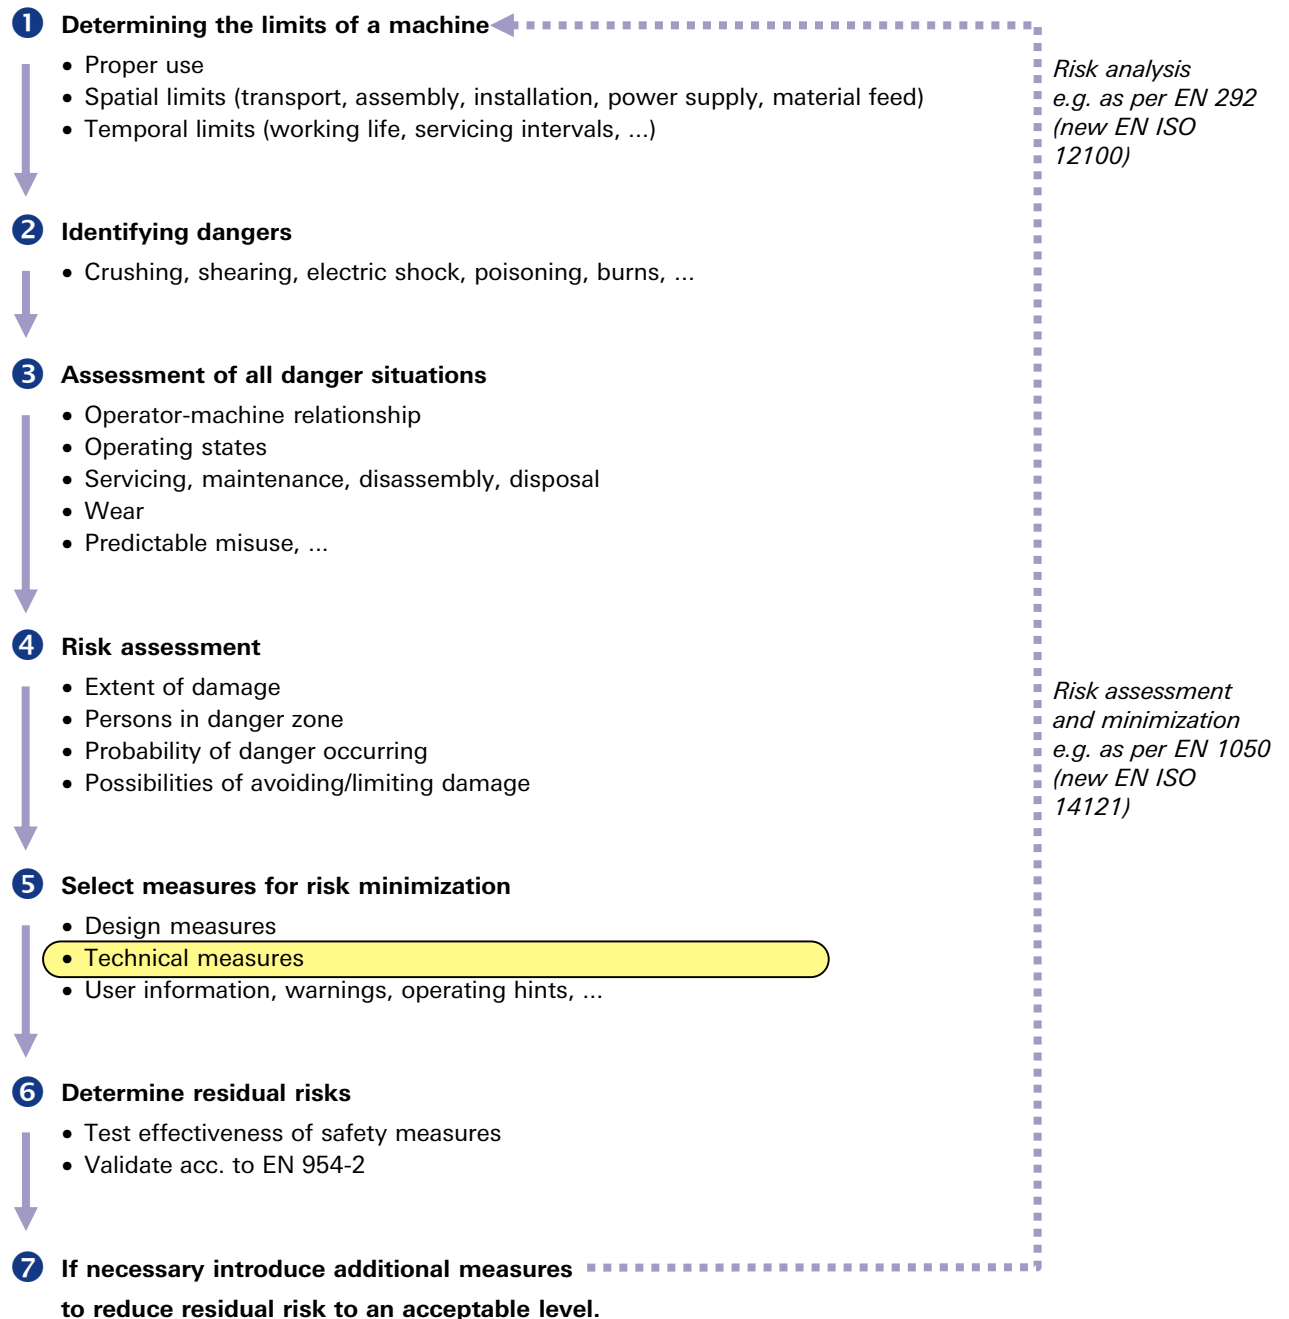 1 Determining the limits of a machine
• Proper use
• Spatial limits (transport, assembly, installation, power supply, material feed)
• Temporal limits (working life, servicing intervals, ...)
Risk analysis
e.g. as per EN 292
(new EN ISO
12100)
2 Identifying dangers
• Crushing, shearing, electric shock, poisoning, burns, ...
3 Assessment of all danger situations
• Operator-machine relationship
• Operating states
• Servicing, maintenance, disassembly, disposal
• Wear
• Predictable misuse, ...
4 Risk assessment
• Extent of damage
• Persons in danger zone
• Probability of danger occurring
• Possibilities of avoiding/limiting damage
Risk assessment
and minimization
e.g. as per EN 1050
(new EN ISO
14121)
5 Select measures for risk minimization
• Design measures
• Technical measures
• User information, warnings, operating hints, ...
6 Determine residual risks
• Test effectiveness of safety measures
• Validate acc. to EN 954-2
7 If necessary introduce additional measures
to reduce residual risk to an acceptable level.